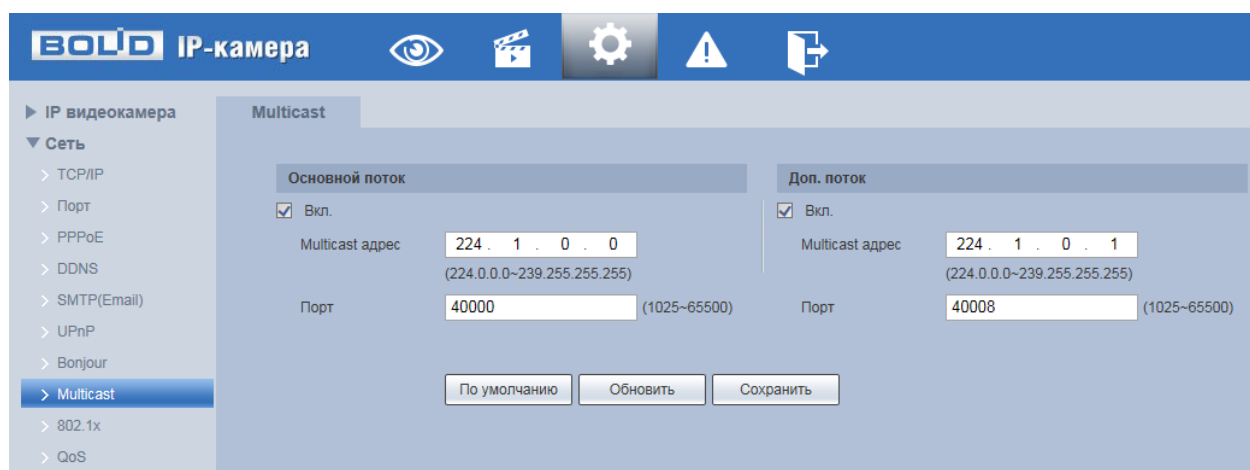 BOLID IP-камера
IP видеокамера
Сеть
TCP/IP
Порт
PPPoE
DDNS
SMTP(Email)
UPnP
Bonjour
Multicast
802.1x
QoS
Multicast
Основной поток
Вкл.
Multicast адрес 224 . 1 . 0 . 0
(224.0.0.0~239.255.255.255)
Порт 40000 (1025~65500)
Доп. поток
Вкл.
Multicast адрес 224 . 1 . 0 . 1
(224.0.0.0~239.255.255.255)
Порт 40008 (1025~65500)
По умолчанию Обновить Сохранить